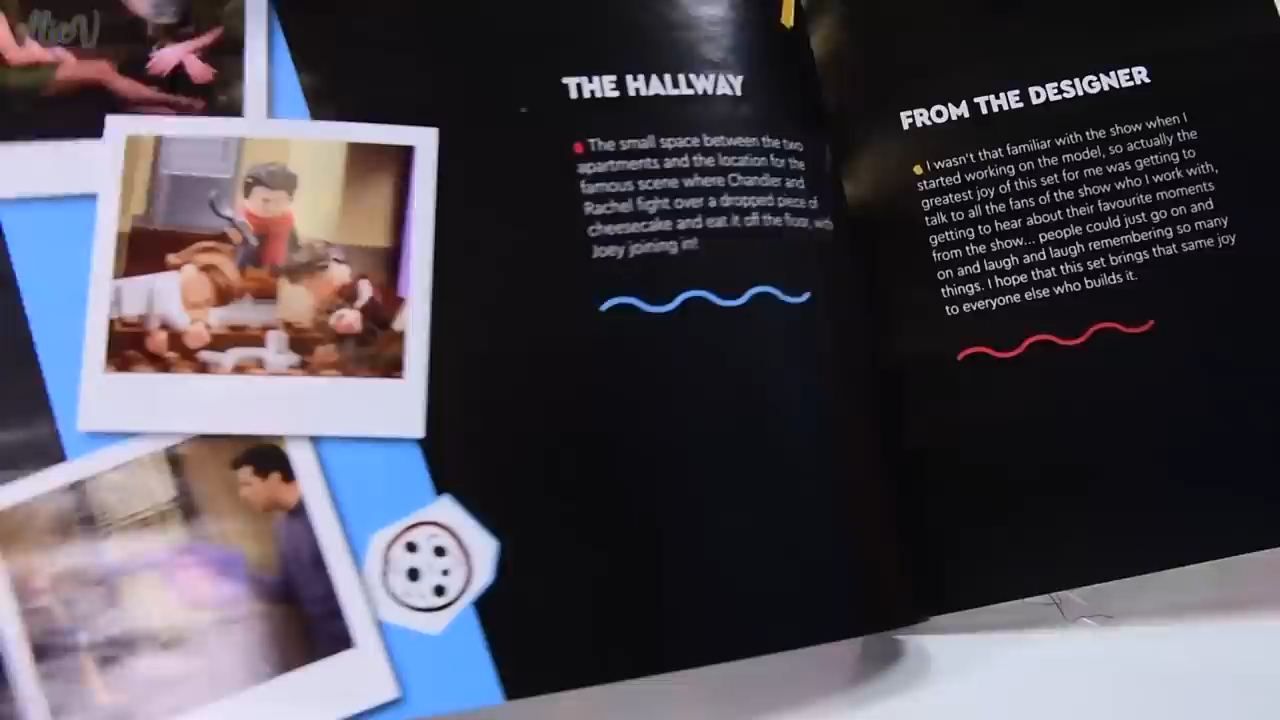 THE HALLWAY
The small space between the two
apartments and the location for the
famous scene where Chandler and
Rachel fight over a dropped piece of
cheesecake and eat it off the floor, with
Joey joining in!
FROM THE DESIGNER
I wasn't that familiar with the show when I
started working on the model, so actually the
greatest joy of this set for me was getting to
talk to all the fans of the show who I work with,
getting to hear about their favourite moments
from the show... people could just go on and
on and laugh and laugh remembering so many
things. I hope that this set brings that same joy
to everyone else who builds it.